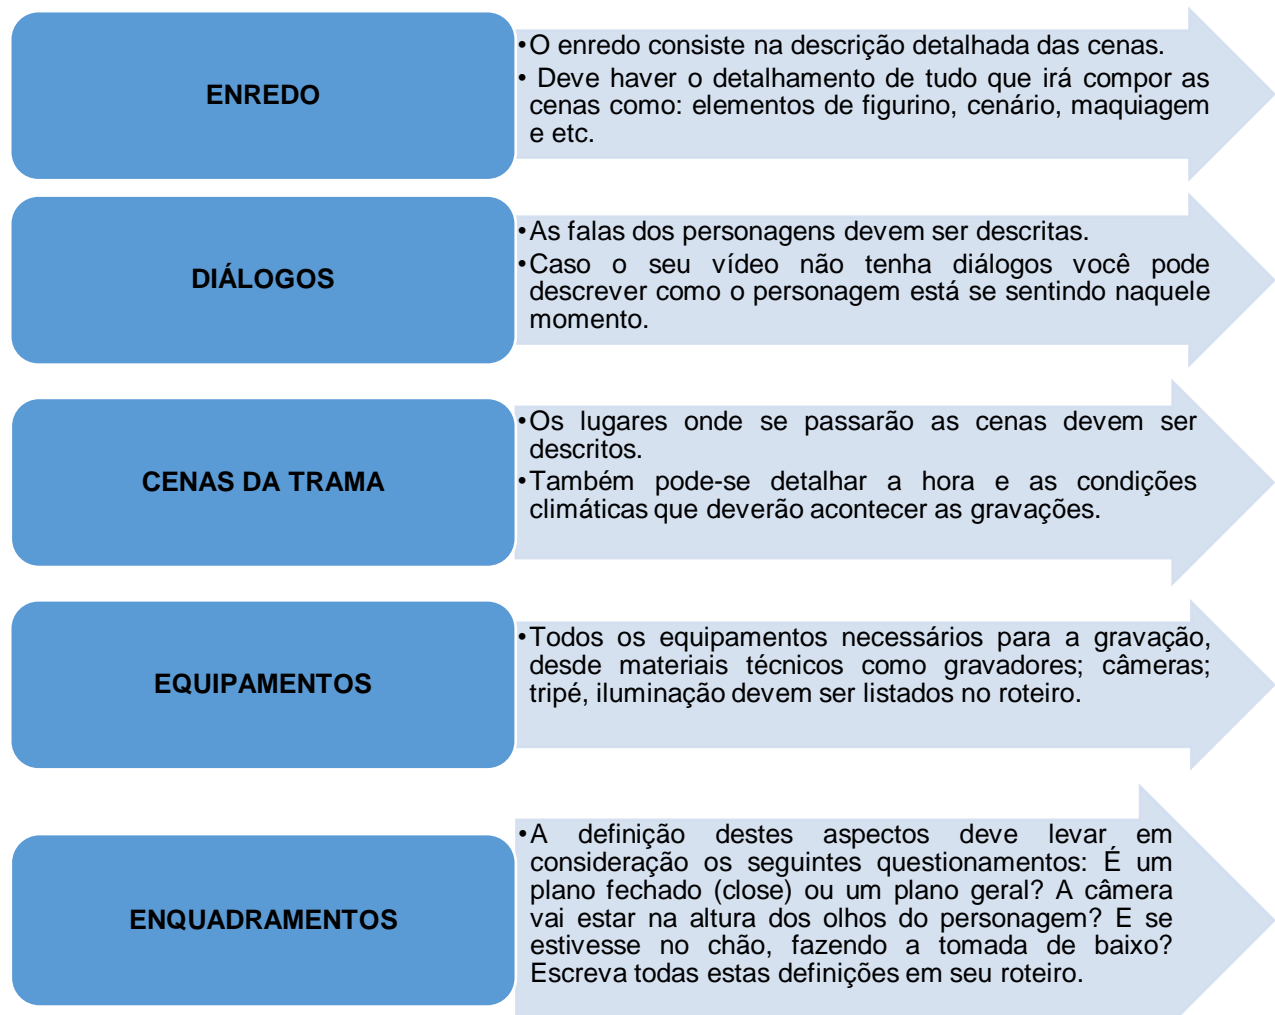 ENREDO
•O enredo consiste na descrição detalhada das cenas.
• Deve haver o detalhamento de tudo que irá compor as
cenas como: elementos de figurino, cenário, maquiagem
e etc.
DIÁLOGOS
•As falas dos personagens devem ser descritas.
•Caso o seu vídeo não tenha diálogos você pode
descrever como o personagem está se sentindo naquele
momento.
CENAS DA TRAMA
•Os lugares onde se passarão as cenas devem ser
descritos.
•Também pode-se detalhar a hora e as condições
climáticas que deverão acontecer as gravações.
EQUIPAMENTOS
•Todos os equipamentos necessários para a gravação,
desde materiais técnicos como gravadores; câmeras;
tripé, iluminação devem ser listados no roteiro.
ENQUADRAMENTOS
•A definição destes aspectos deve levar em
consideração os seguintes questionamentos: É um
plano fechado (close) ou um plano geral? A câmera
vai estar na altura dos olhos do personagem? E se
estivesse no chão, fazendo a tomada de baixo?
Escreva todas estas definições em seu roteiro.